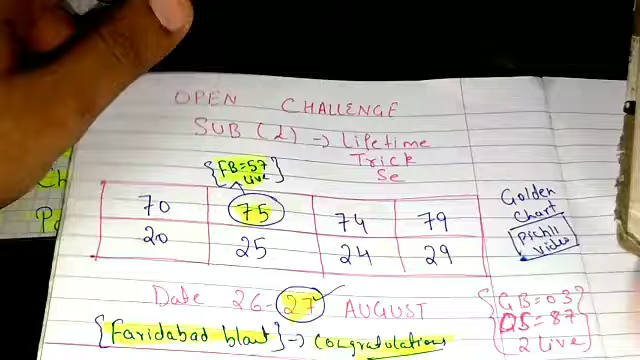 OPEN CHALLENGE
SUB (2) → Lifetime
Trick
Se
{FB=57
Live}
70 75 74 79
20 25 24 29
Golden
Chart
Pichli
Video
Date 26-27 AUGUST
{Faridabad blast} → Congratulations
GB=03
DS=87
2 live